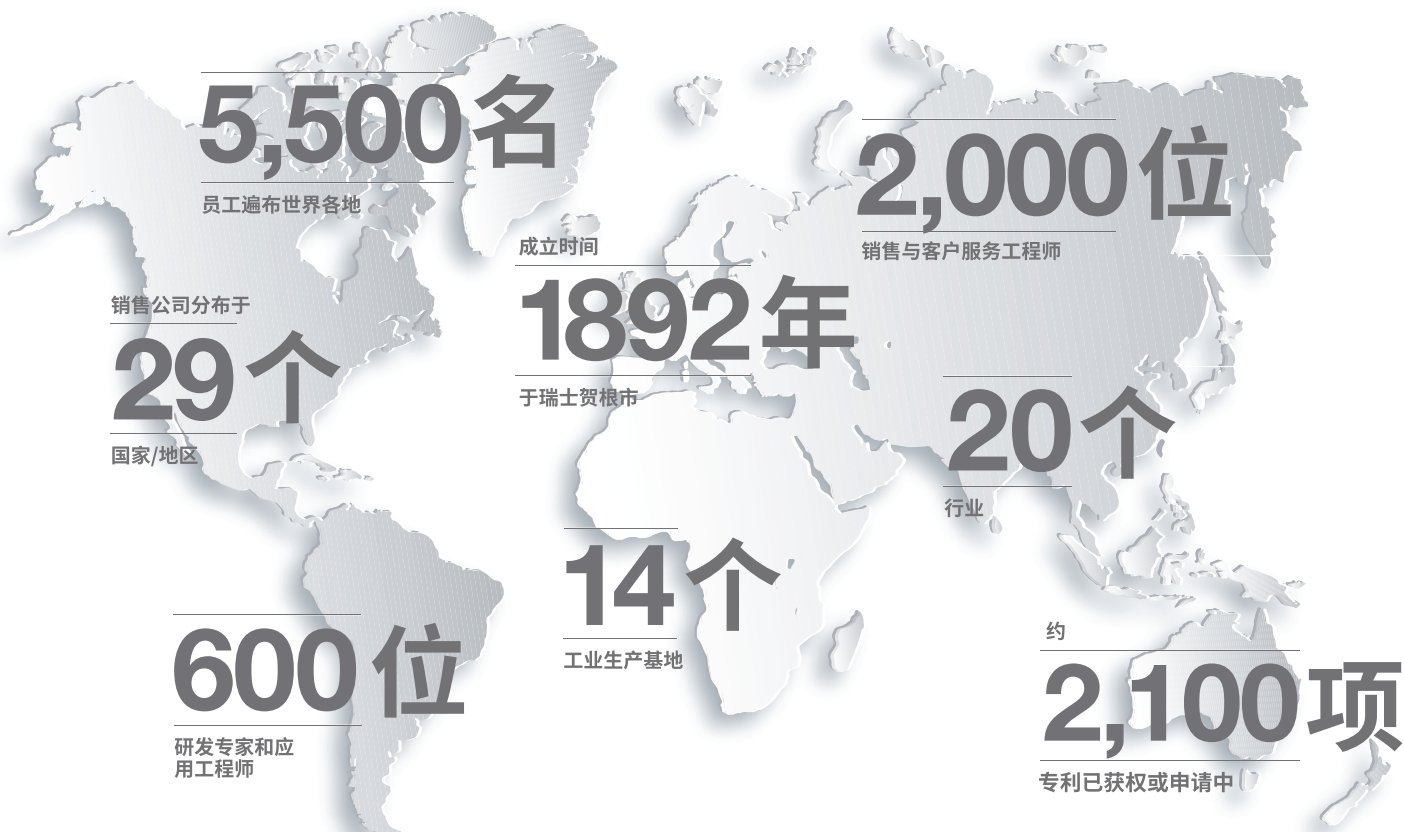 5,500名
员工遍布世界各地
2,000位
销售与客户服务工程师
成立时间
1892年
于瑞士贺根市
销售公司分布于
29个
国家/地区
20个
行业
14个
工业生产基地
600位
研发专家和应
用工程师
约
2,100项
专利已获权或申请中